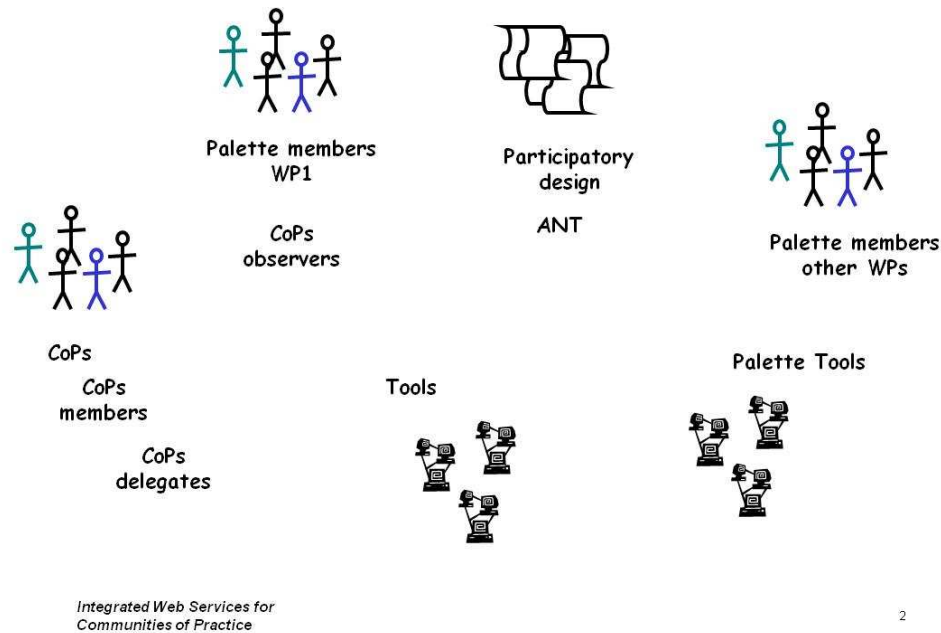 Palette members
WP1
Participatory
design
CoPs
observers
ANT
Palette members
other WPs
CoPs
CoPs
members
CoPs
delegates
Tools
Palette Tools
Integrated Web Services for
Communities of Practice
2